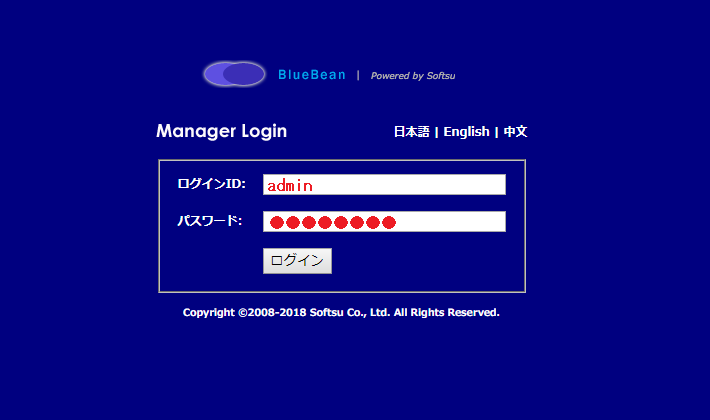 BlueBean | Powered by Softsu
Manager Login
日本語 | English | 中文
ログインID: admin
パスワード: ●●●●●●●●
ログイン
Copyright ©2008-2018 Softsu Co., Ltd. All Rights Reserved.